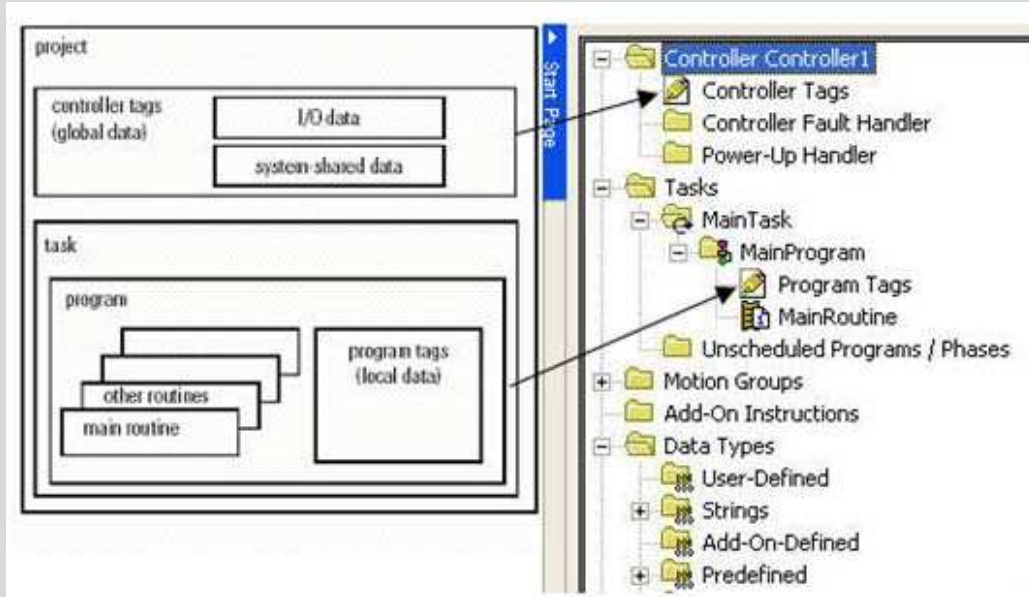 project
controller tags
(global data)
I/O data
system-shared data
task
program
other routines
main routine
program tags
(local data)
Start Page
Controller Controller1
Controller Tags
Controller Fault Handler
Power-Up Handler
Tasks
MainTask
MainProgram
Program Tags
MainRoutine
Unscheduled Programs / Phases
Motion Groups
Add-On Instructions
Data Types
User-Defined
Strings
Add-On-Defined
Predefined